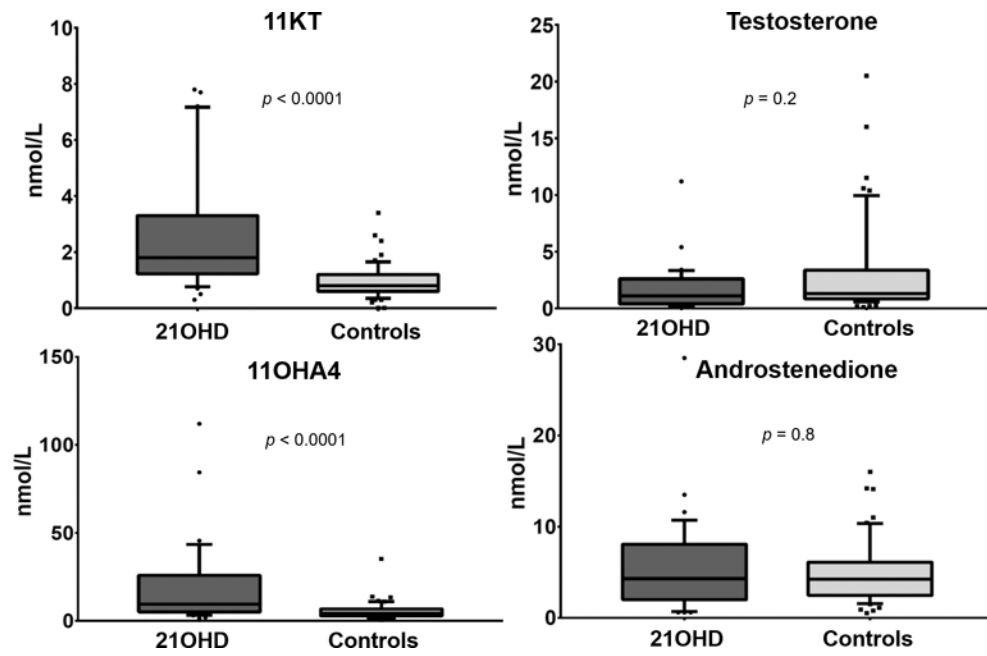 11KT
10
8
6
4
2
0
nmol/L
p < 0.0001
21OHD
Controls
Testosterone
25
20
15
10
5
0
nmol/L
p = 0.2
21OHD
Controls
11OHA4
150
100
50
0
nmol/L
p < 0.0001
21OHD
Controls
Androstenedione
30
20
10
0
nmol/L
p = 0.8
21OHD
Controls